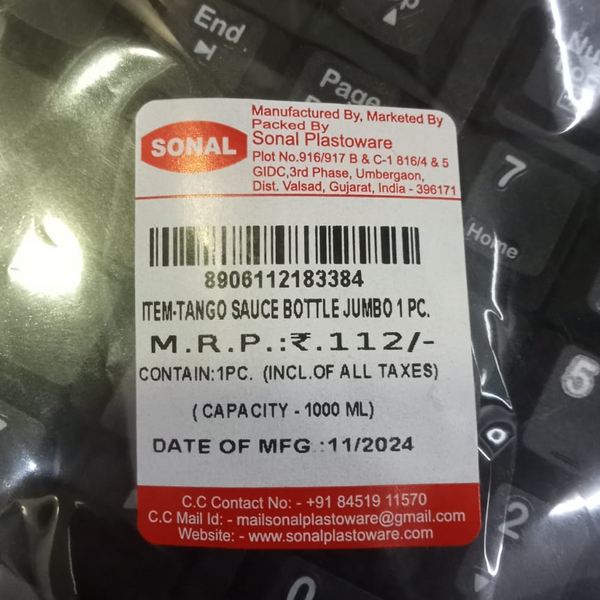 End
Page
7
Home
5
2
0
SONAL
Manufactured By, Marketed By
Packed By
Sonal Plastoware
Plot No.916/917 B & C-1 816/4 & 5
GIDC,3rd Phase, Umbergaon,
Dist. Valsad, Gujarat, India - 396171
8906112183384
ITEM-TANGO SAUCE BOTTLE JUMBO 1 PC.
M.R.P.:₹.112/-
CONTAIN:1PC. (INCL.OF ALL TAXES)
( CAPACITY - 1000 ML)
DATE OF MFG.:11/2024
C.C Contact No: - +91 84519 11570
C.C Mail Id: - mailsonalplastoware@gmail.com
Website: - www.sonalplastoware.com